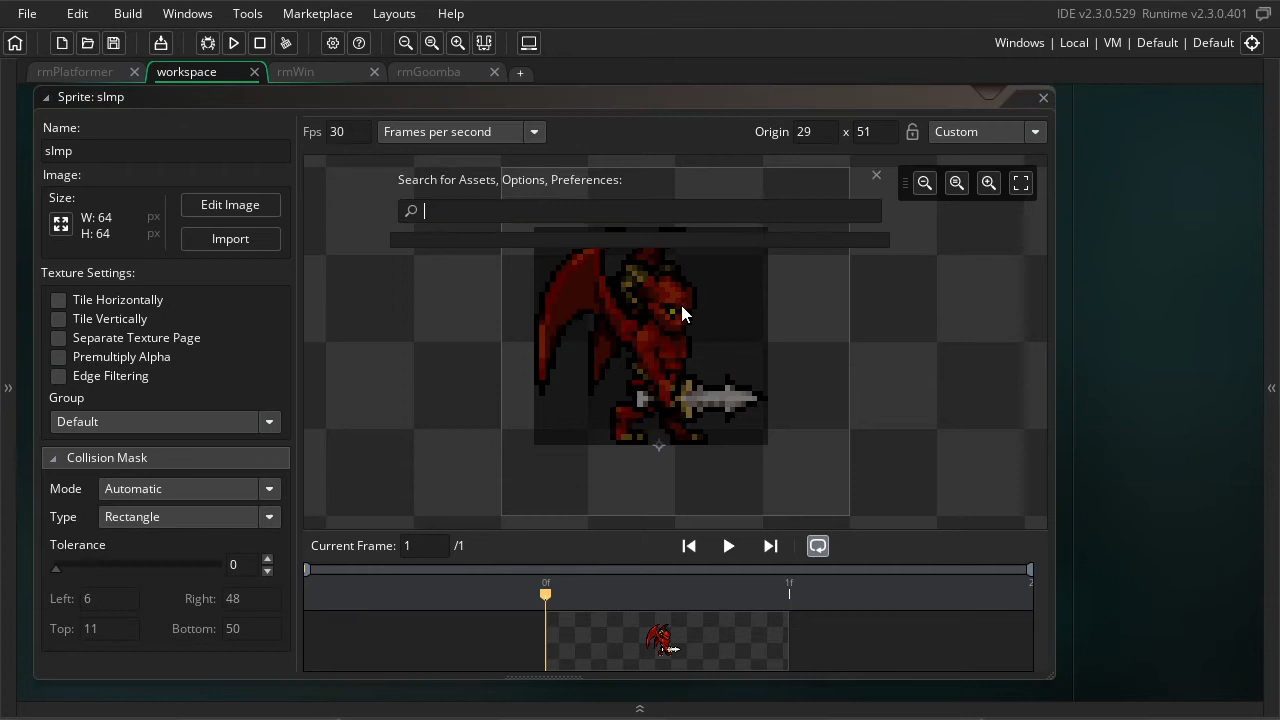 File Edit Build Windows Tools Marketplace Layouts Help IDE v2.3.0.529 Runtime v2.3.0.401
Windows | Local | VM | Default | Default
rmPlatformer workspace rmWin rmGoomba
Sprite: sImp
Name:
sImp
Image:
Size:
W: 64 px
H: 64 px
Edit Image
Import
Texture Settings:
Tile Horizontally
Tile Vertically
Separate Texture Page
Premultiply Alpha
Edge Filtering
Group
Default
Collision Mask
Mode Automatic
Type Rectangle
Tolerance
0
Left: 6 Right: 48
Top: 11 Bottom: 50
Fps 30 Frames per second Origin 29 x 51 Custom
Search for Assets, Options, Preferences:
Current Frame: 1 /1
0f 1f 2